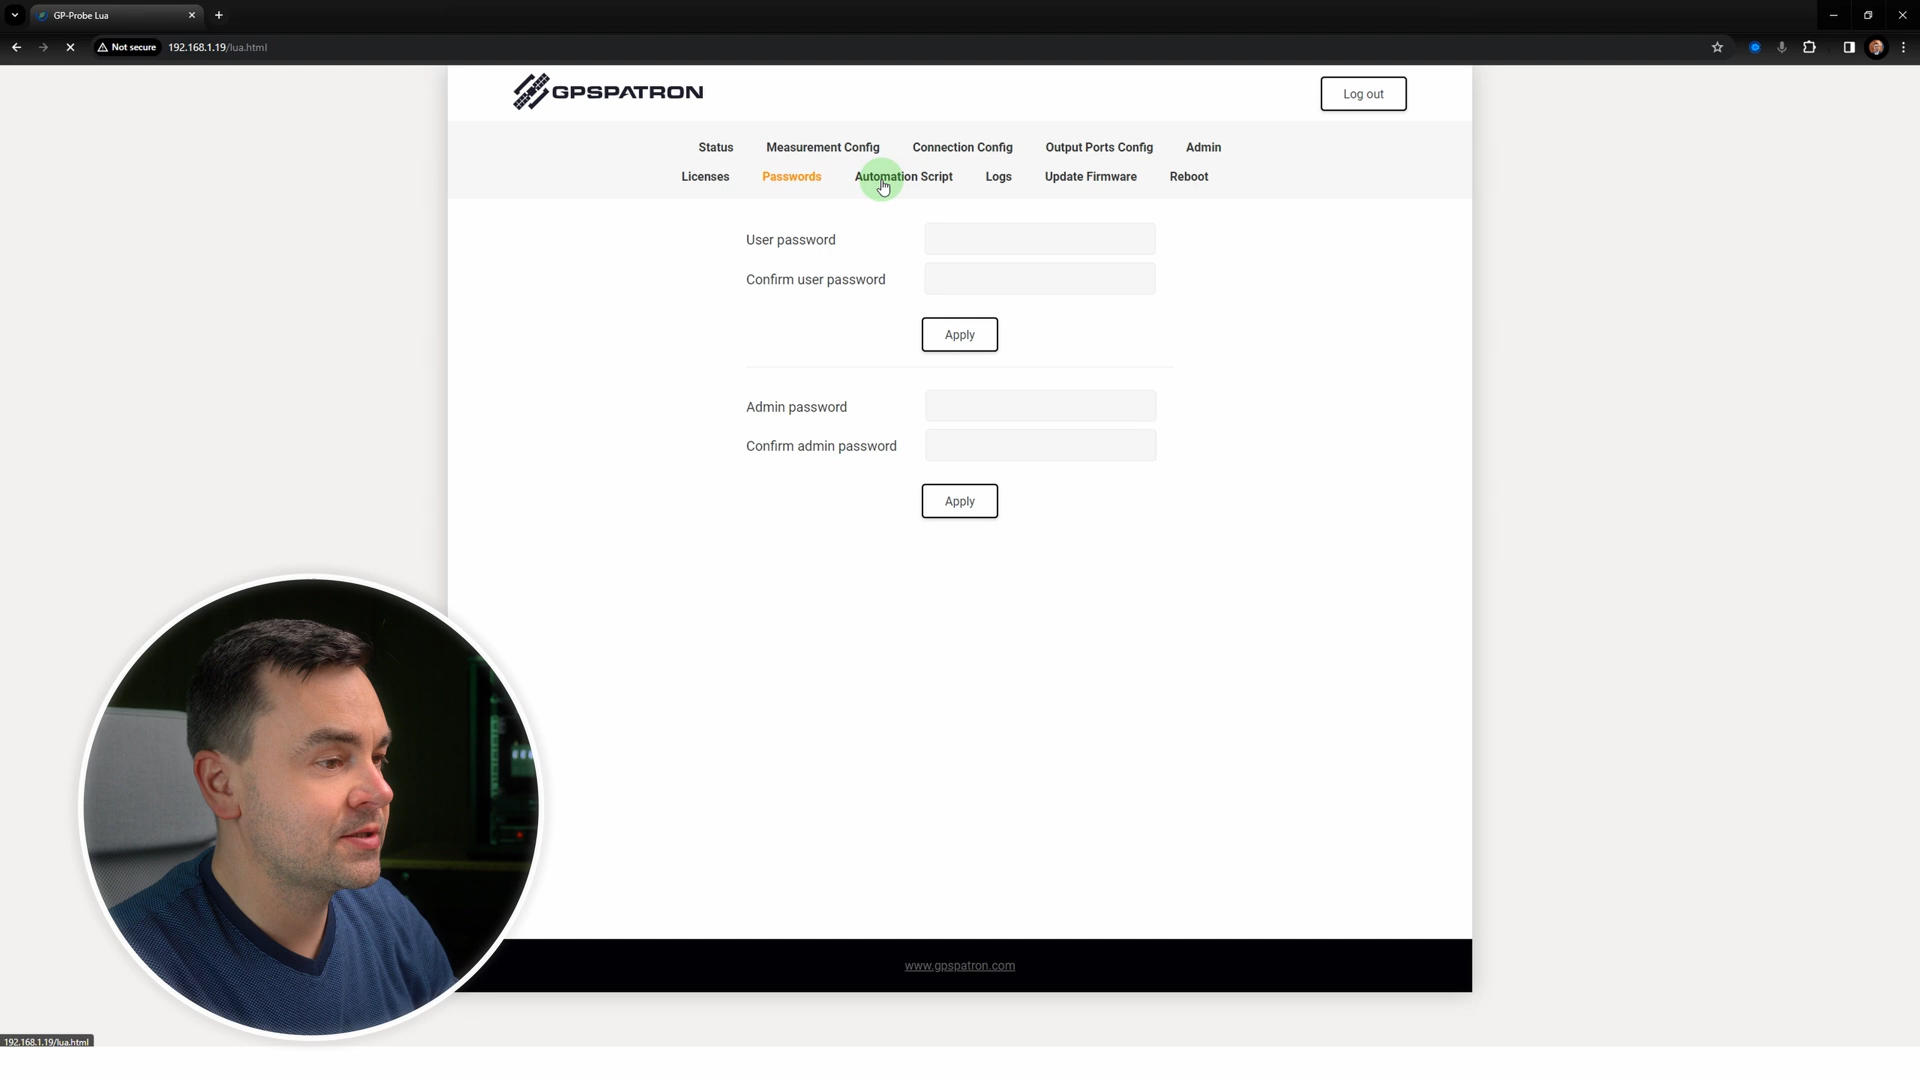 GP-Probe Lua
Not secure 192.168.1.19/lua.html
GPSPATRON
Log out
Status Measurement Config Connection Config Output Ports Config Admin
Licenses Passwords Automation Script Logs Update Firmware Reboot
User password
Confirm user password
Apply
Admin password
Confirm admin password
Apply
www.gpspatron.com
192.168.1.19/lua.html